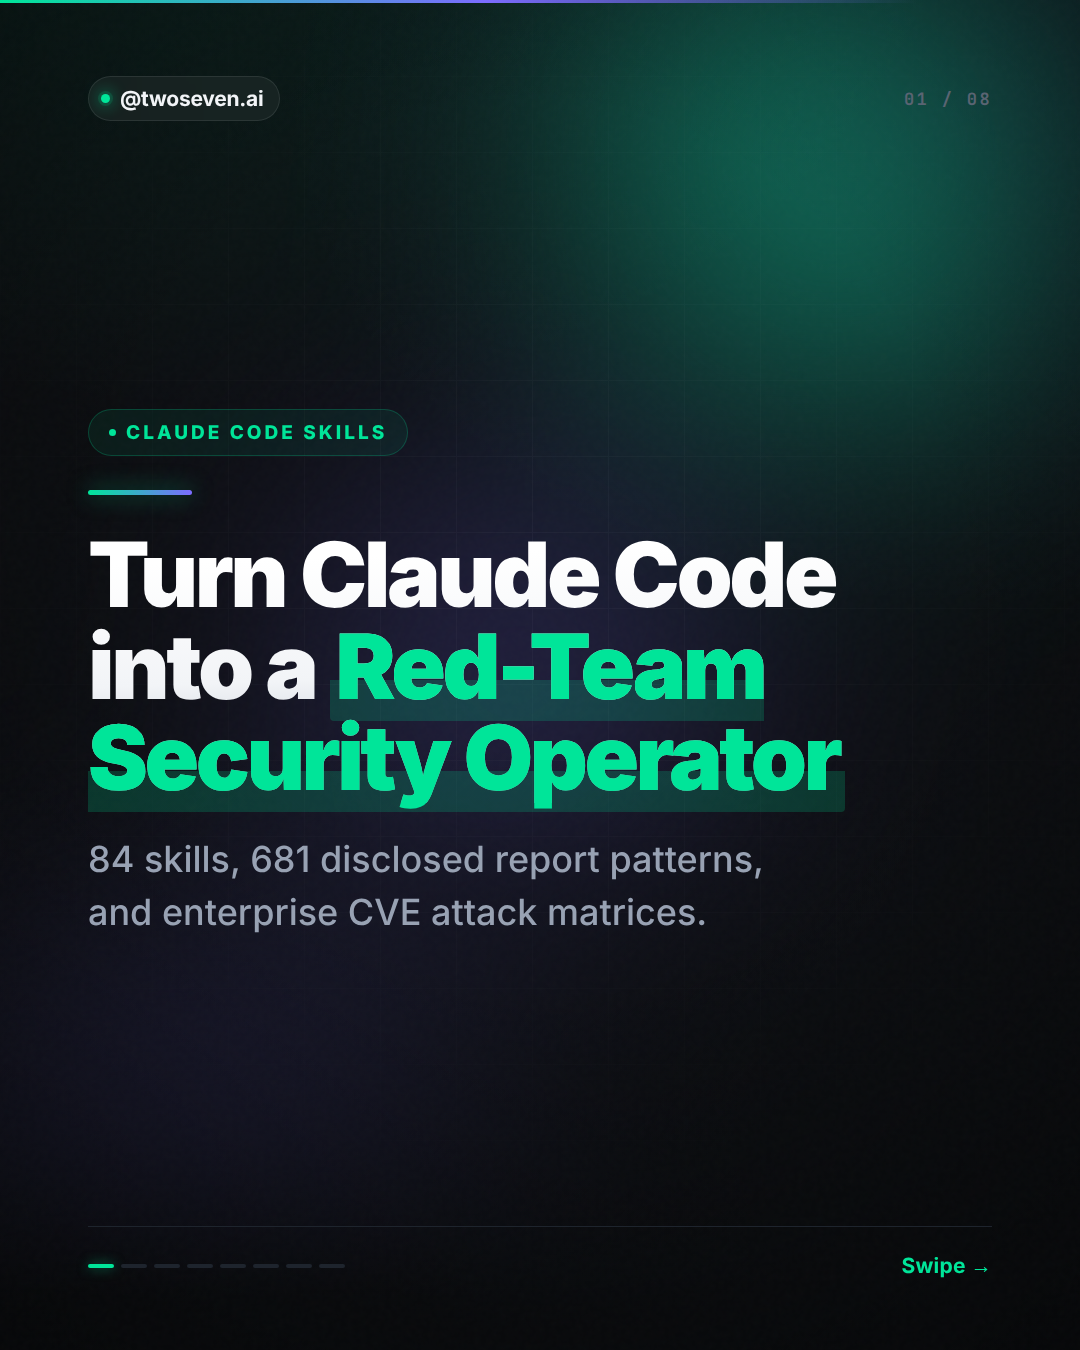 @twoseven.ai
01 / 08
CLAUDE CODE SKILLS
Turn Claude Code
into a Red-Team
Security Operator
84 skills, 681 disclosed report patterns,
and enterprise CVE attack matrices.
Swipe →